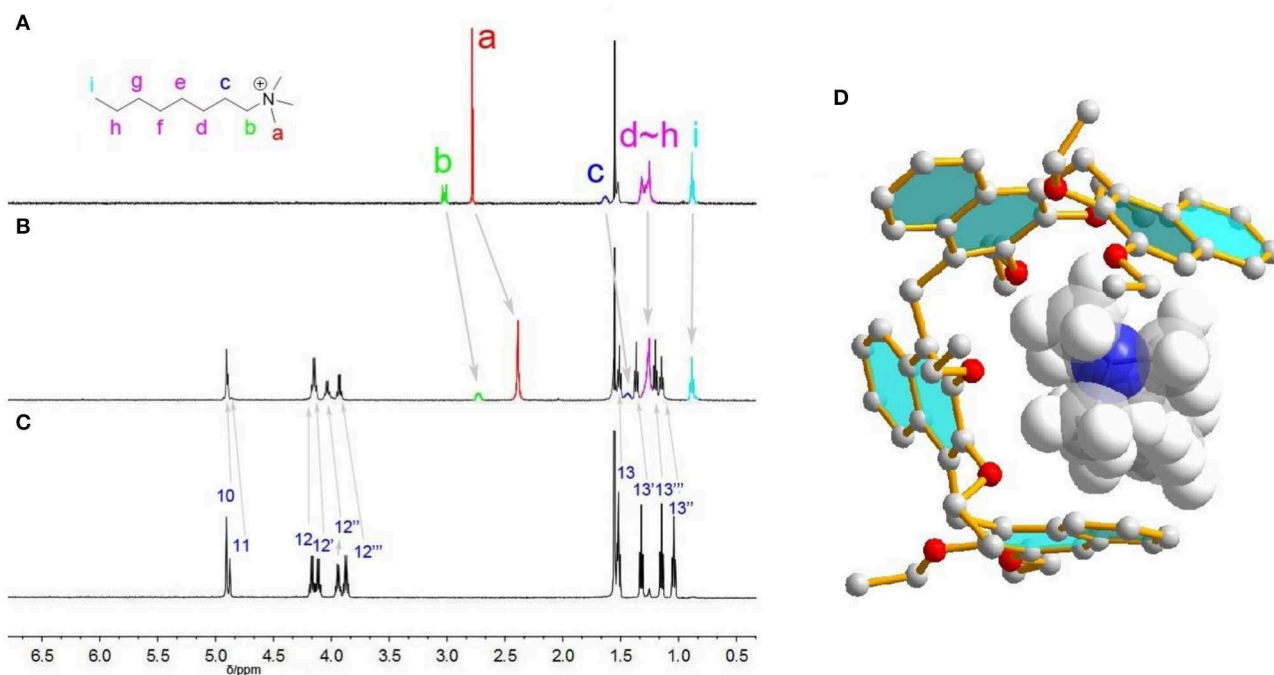 A
a
i
g
e
c
⊕
N
h
f
d
b
a
b
c
d~h
i
B
C
10
11
12
12'
12''
12'''
13
13'
13'''
13''
6.5 6.0 5.5 5.0 4.5 4.0 3.5 3.0 2.5 2.0 1.5 1.0 0.5
δ/ppm
D